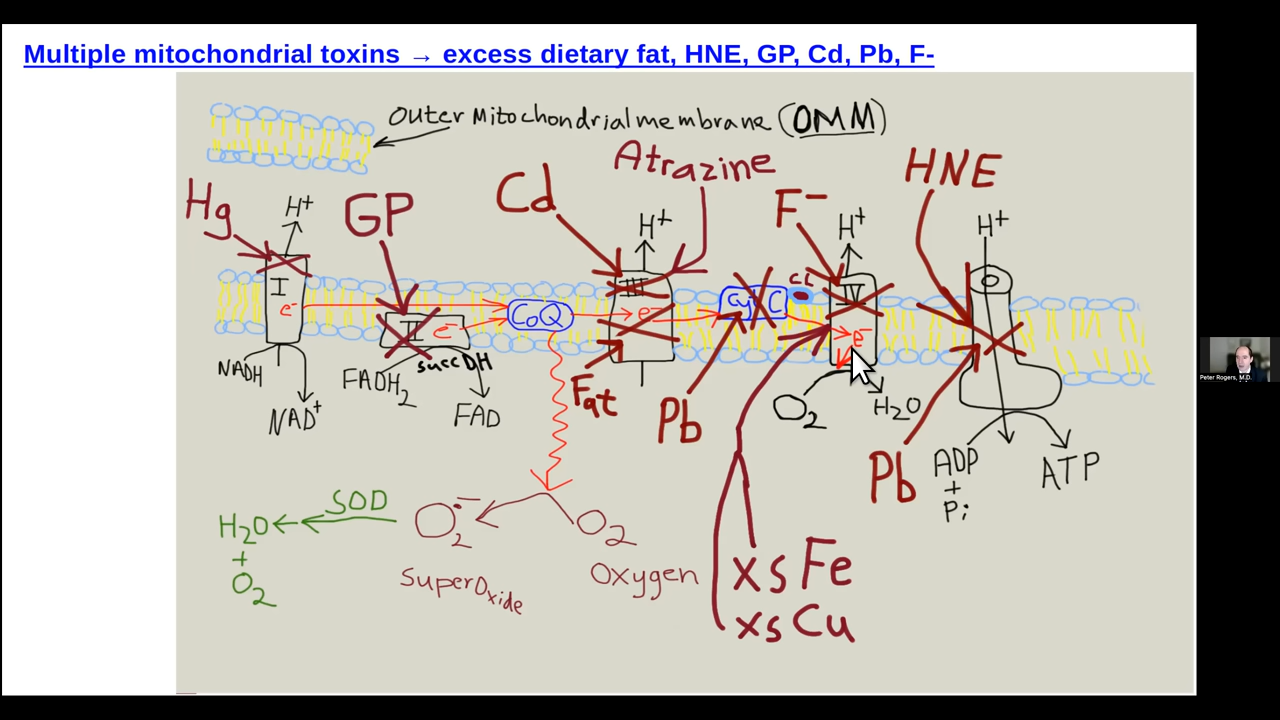 Multiple mitochondrial toxins → excess dietary fat, HNE, GP, Cd, Pb, F-
Outer Mitochondrial membrane (OMM)
Atrazine
HNE
Hg
H+
GP
Cd
H+
F-
H+
H+
I
e-
II
e-
CoQ
III
e-
Cyt C
CL
IV
e-
NADH
NAD+
FADH2
succDH
FAD
Fat
Pb
O2
H2O
Pb
ADP
+
Pi
ATP
H2O
+
O2
SOD
O2•-
SuperOxide
O2
Oxygen
xs Fe
xs Cu
Peter Rogers, M.D.